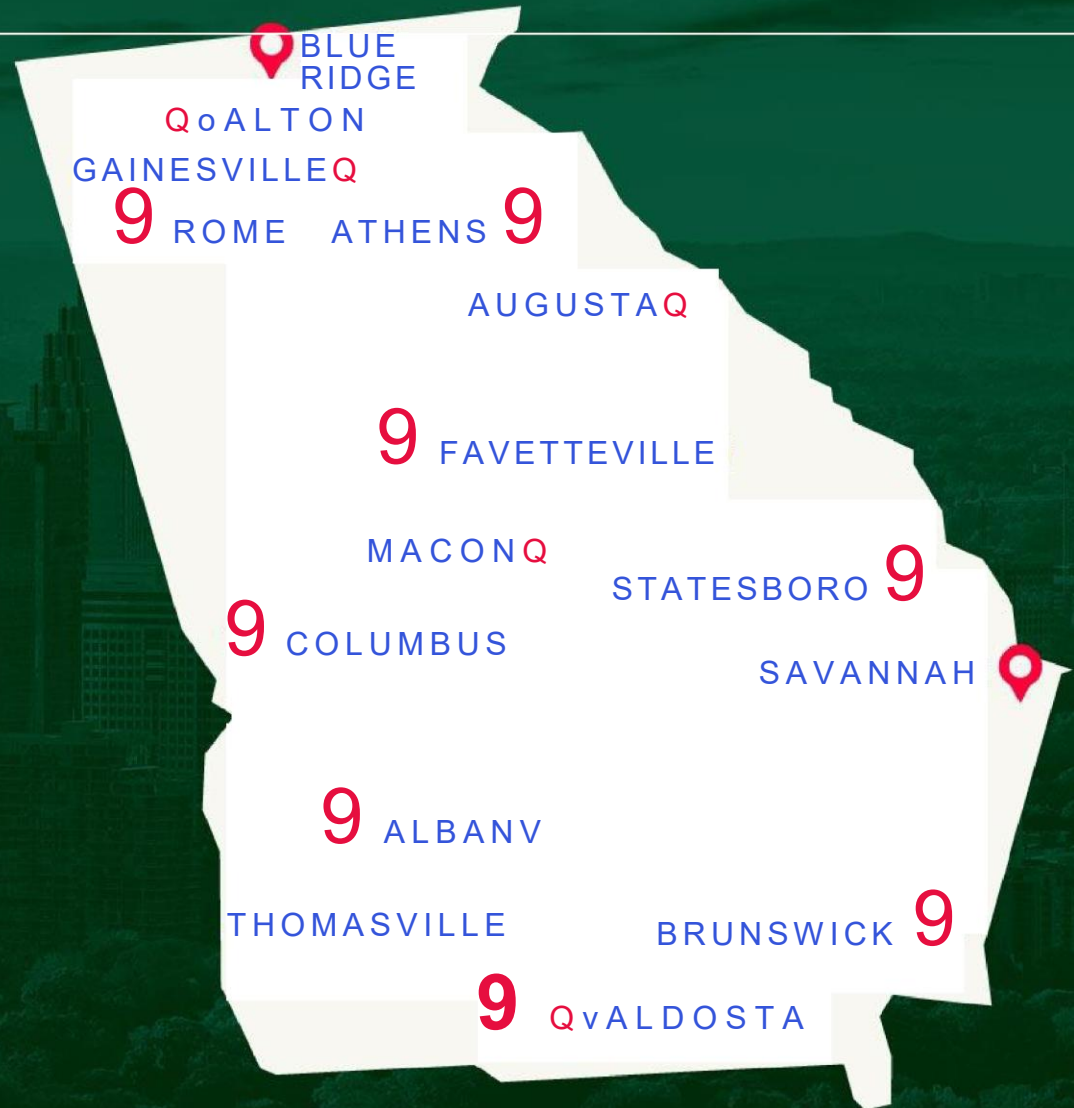 BLUE
RIDGE
QoALTON
GAINESVILLEQ
9 ROME ATHENS 9
AUGUSTAQ
9 FAVETTEVILLE
MACONQ
STATESBORO 9
9 COLUMBUS
SAVANNAH
9 ALBANV
THOMASVILLE
BRUNSWICK 9
9 QvALDOSTA